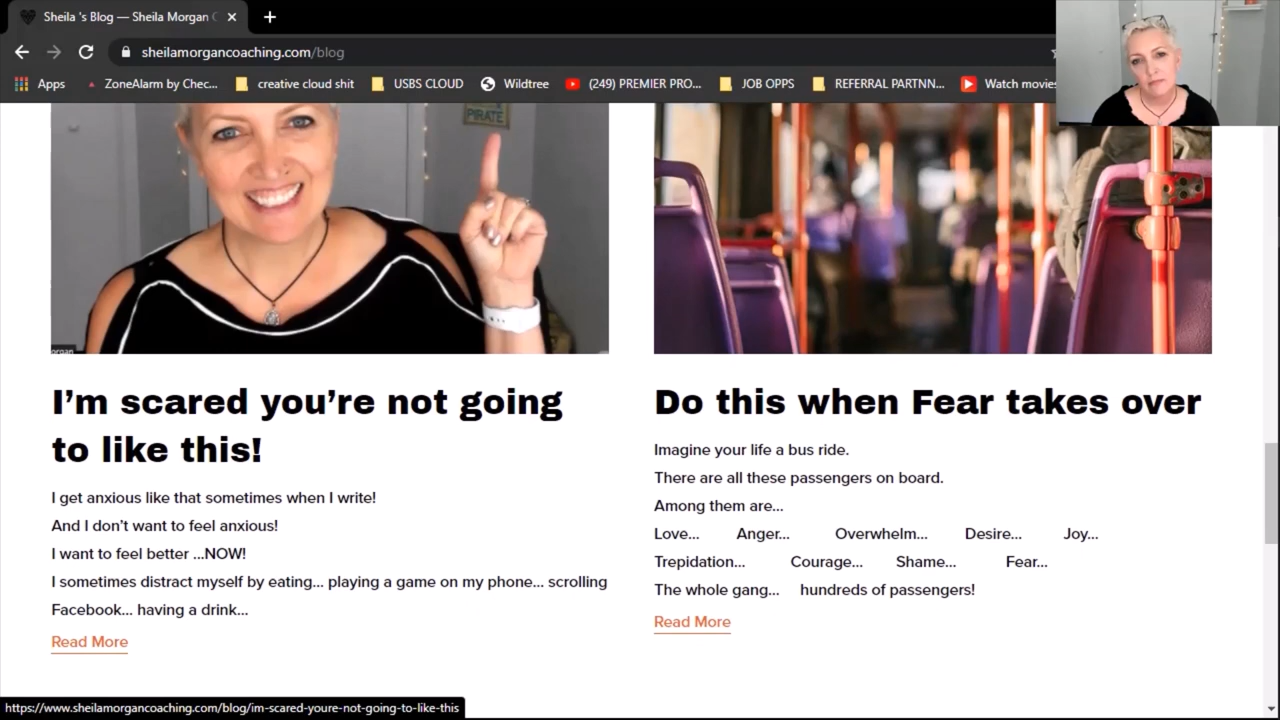 Sheila 's Blog — Sheila Morgan C
sheilamorgancoaching.com/blog
Apps ZoneAlarm by Chec... creative cloud shit USBS CLOUD Wildtree (249) PREMIER PRO... JOB OPPS REFERRAL PARTNN... Watch movies
PIRATE
organ
I'm scared you're not going
to like this!
I get anxious like that sometimes when I write!
And I don't want to feel anxious!
I want to feel better ...NOW!
I sometimes distract myself by eating... playing a game on my phone... scrolling
Facebook... having a drink...
Read More
Do this when Fear takes over
Imagine your life a bus ride.
There are all these passengers on board.
Among them are...
Love... Anger... Overwhelm... Desire... Joy...
Trepidation... Courage... Shame... Fear...
The whole gang... hundreds of passengers!
Read More
https://www.sheilamorgancoaching.com/blog/im-scared-youre-not-going-to-like-this